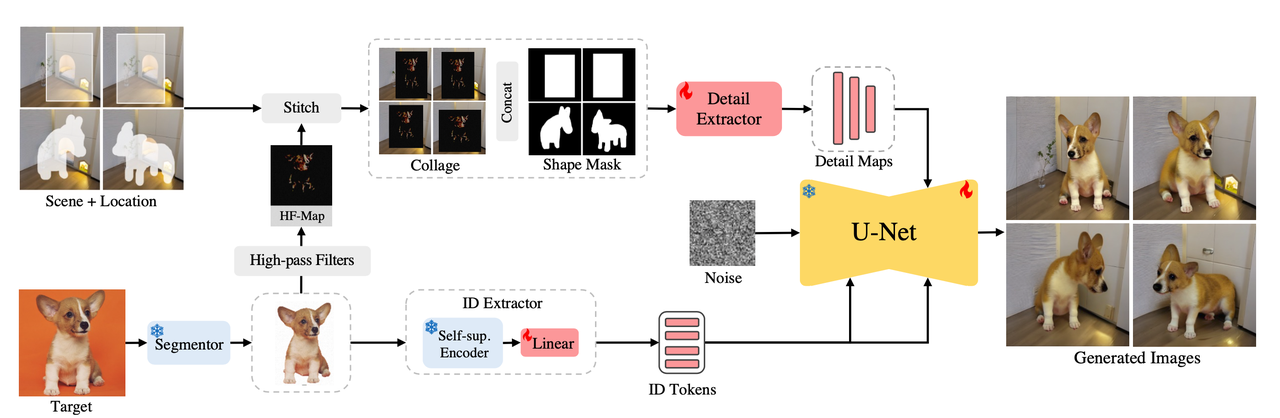 Scene + Location
Stitch
HF-Map
High-pass Filters
Target
Segmentor
Collage
Concat
Shape Mask
Detail
Extractor
Detail Maps
ID Extractor
Self-sup.
Encoder
Linear
ID Tokens
Noise
U-Net
Generated Images